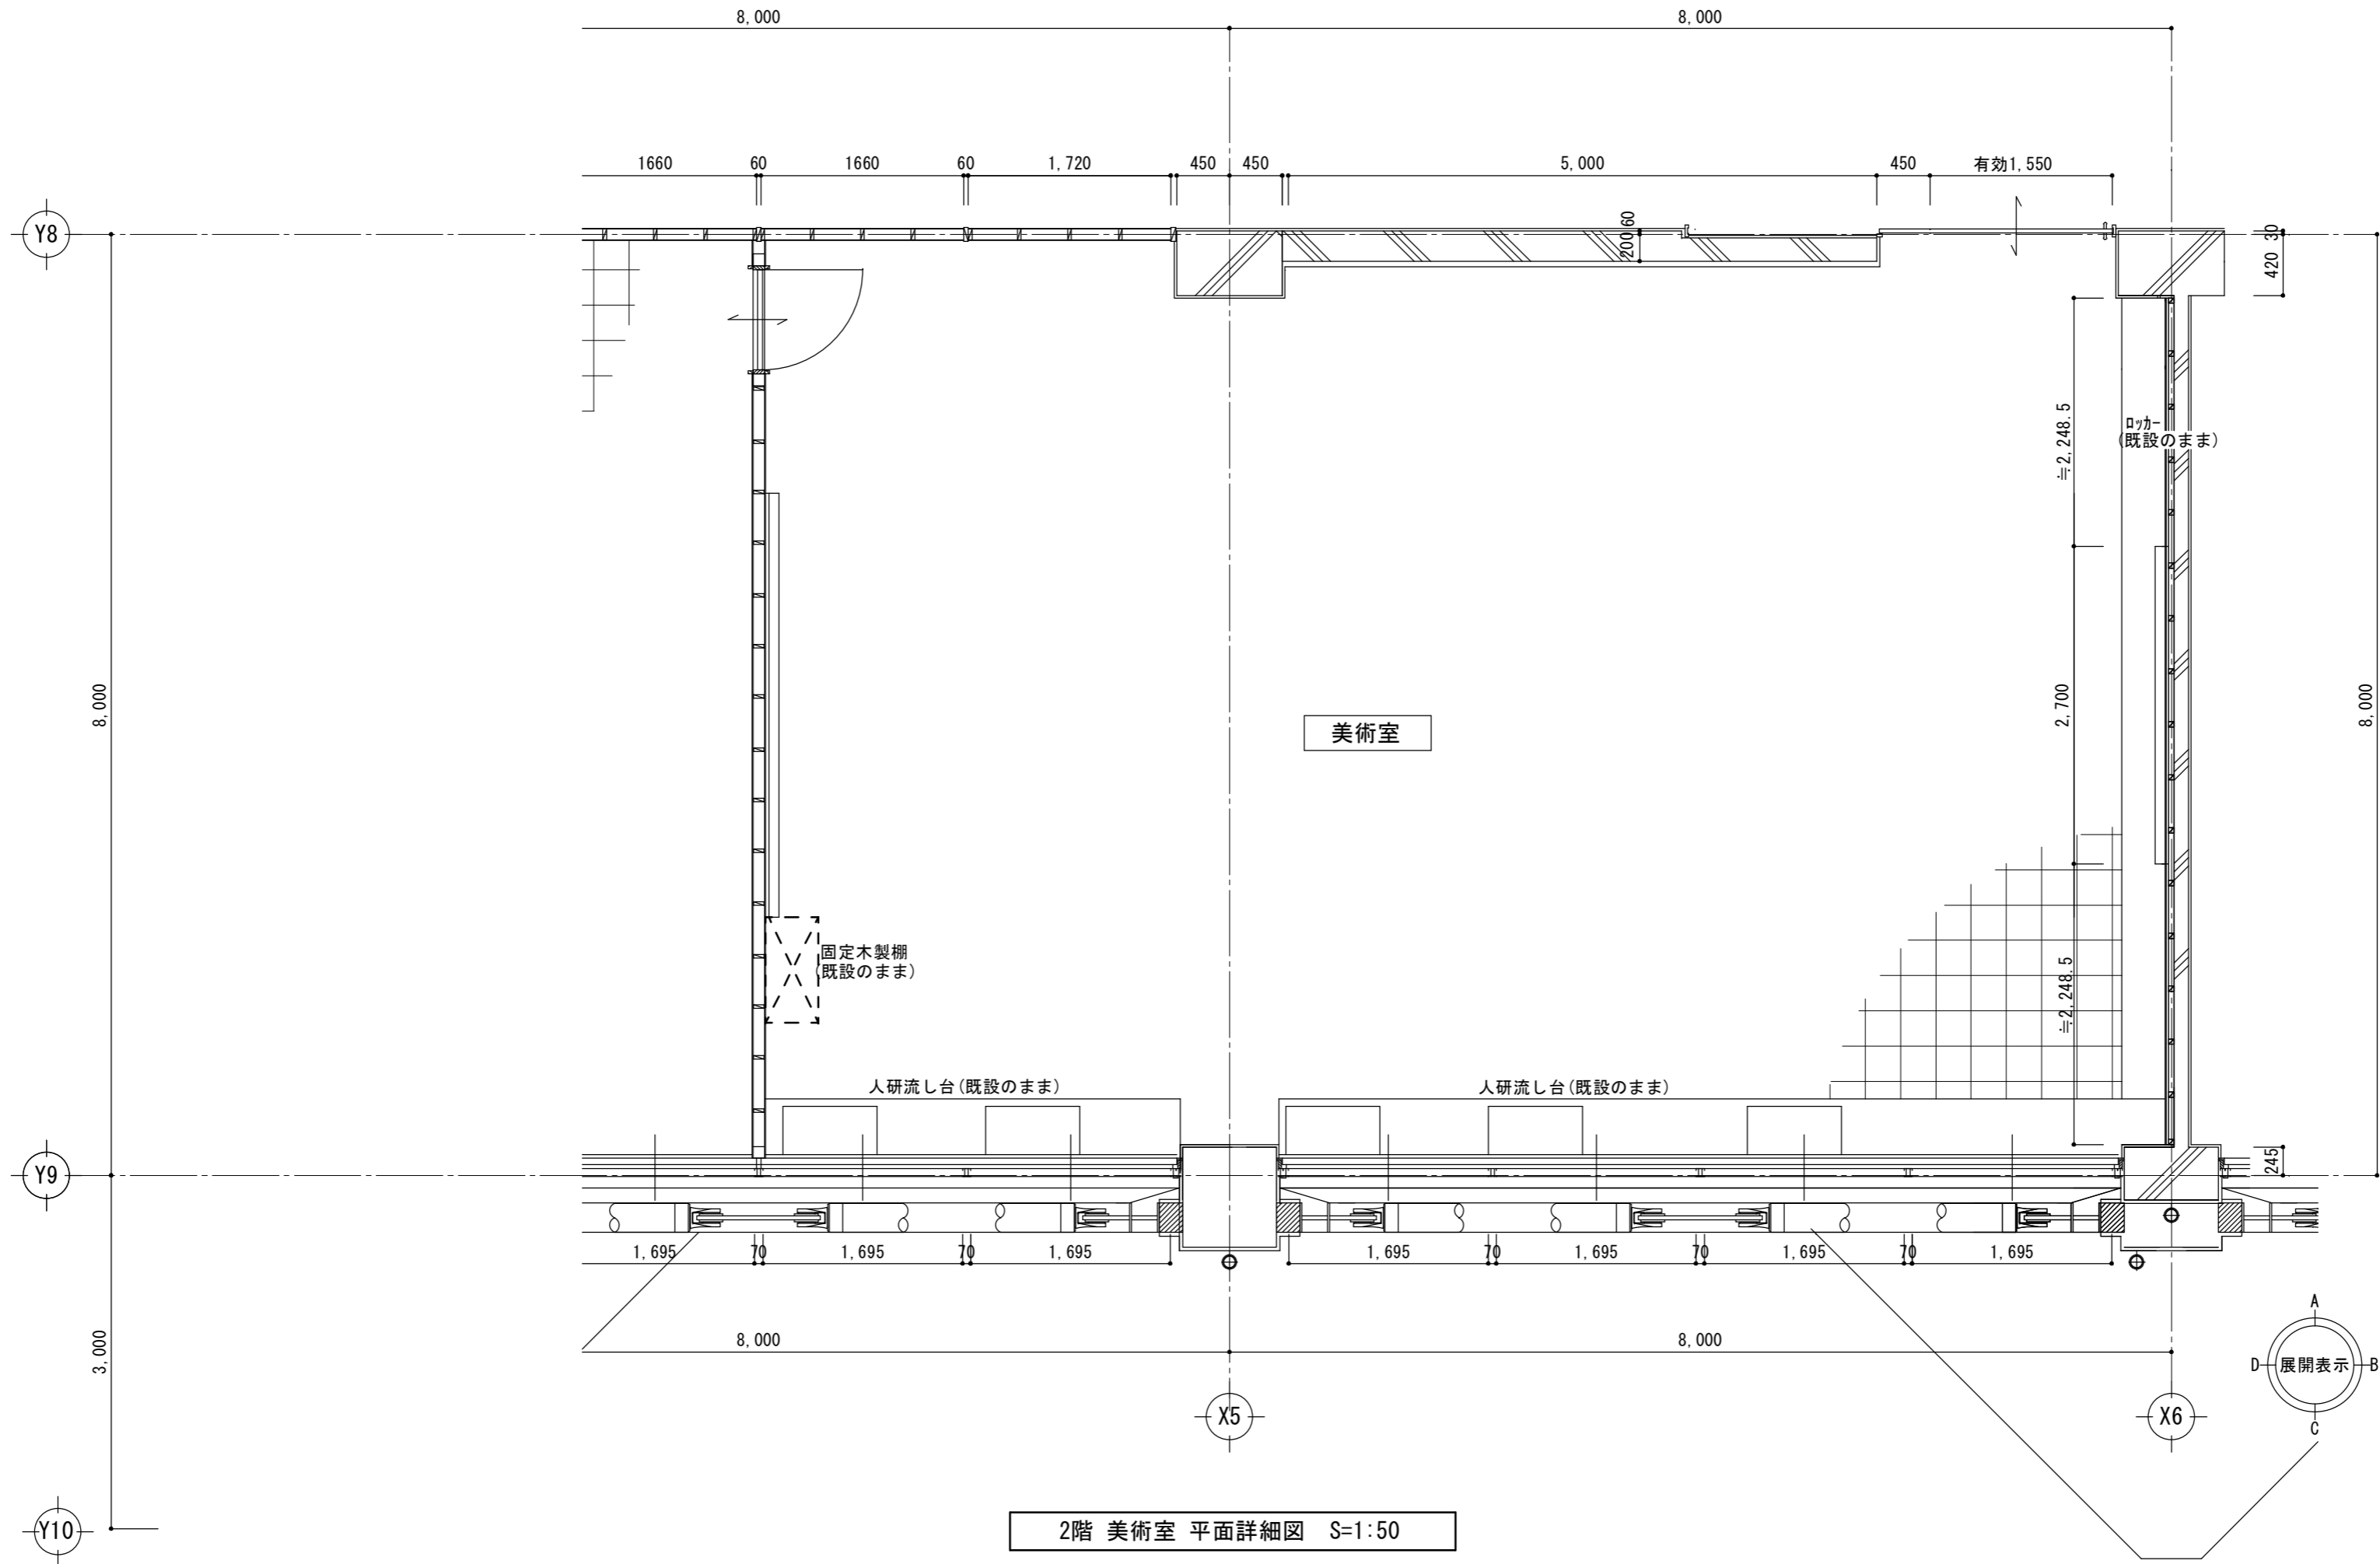 8,000
8,000
1660
60
1660
60
1,720
450
450
5,000
450
有効1,550
Y8
60
200
30
420
≒2,248.5
ロッカー
(既設のまま)
8,000
2,700
8,000
美術室
固定木製棚
(既設のまま)
≒2,248.5
人研流し台(既設のまま)
人研流し台(既設のまま)
Y9
245
1,695
70
1,695
70
1,695
1,695
70
1,695
70
1,695
70
1,695
3,000
8,000
8,000
A
D
展開表示
B
C
X5
X6
Y10
2階 美術室 平面詳細図 S=1:50